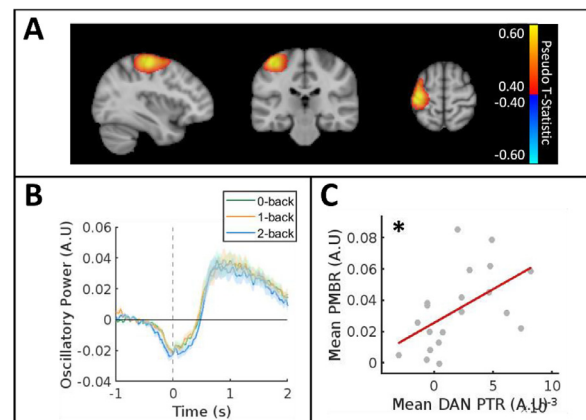 A
0.60
0.40
-0.40
-0.60
Pseudo T-Statistic
B
0-back
1-back
2-back
Oscillatory Power (A.U)
0.06
0.04
0.02
0
-0.02
-0.04
-1
0
1
2
Time (s)
C
*
Mean PMBR (A.U)
0.08
0.06
0.04
0.02
0
0
5
10
Mean DAN PTR (A.U)